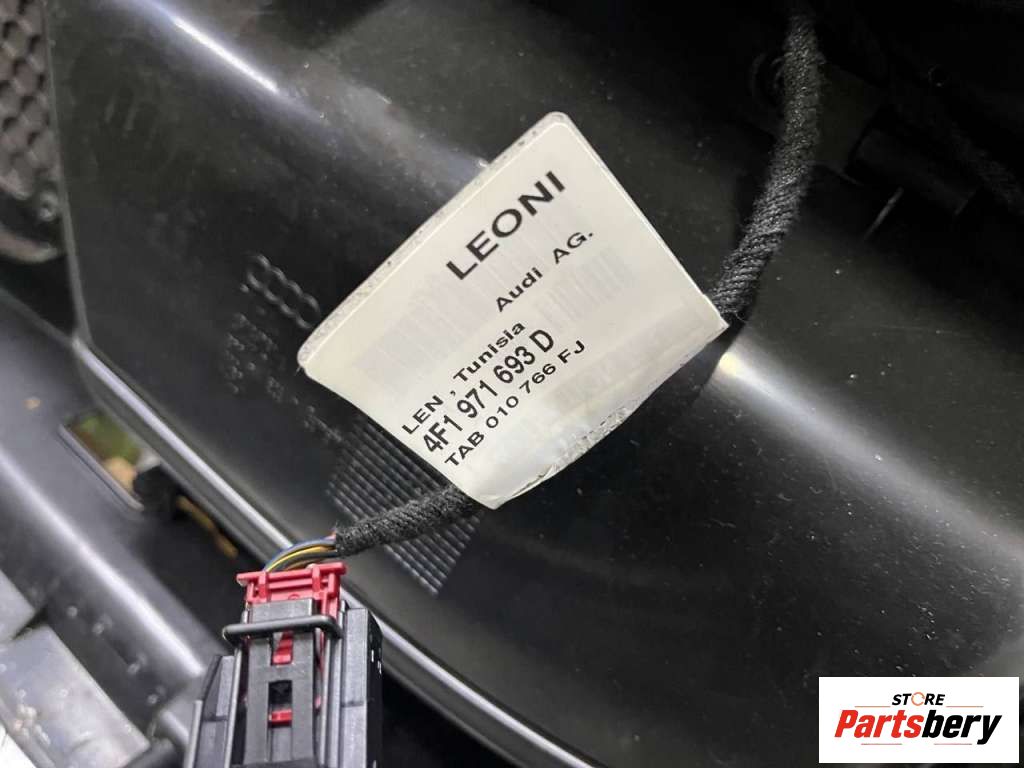 LEONI
Audi AG.
LEN , Tunisia
4F1 971 693 D
TAB 010 766 FJ
STORE
Partsbery